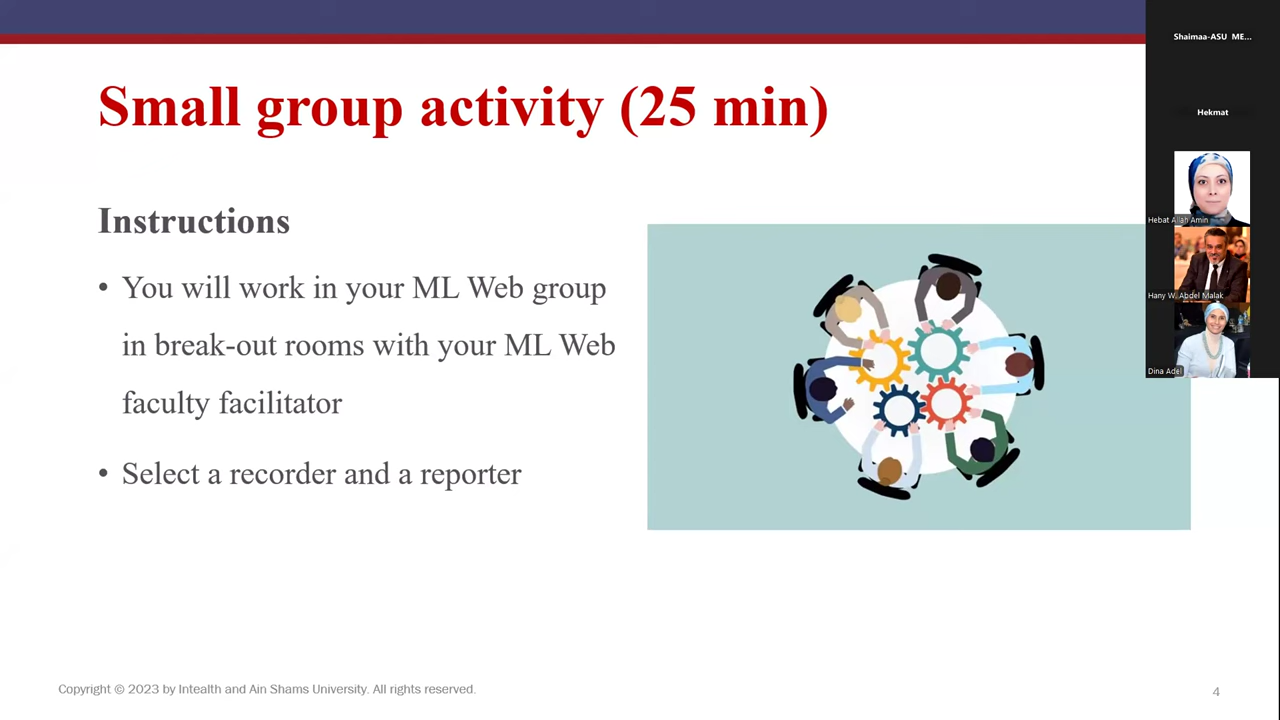 Small group activity (25 min)
Instructions
• You will work in your ML Web group
in break-out rooms with your ML Web
faculty facilitator
• Select a recorder and a reporter
Copyright © 2023 by Intealth and Ain Shams University. All rights reserved.
4
Shaimaa-ASU ME...
Hekmat
Hebat Allah Amin
Hany W. Abdel Malak
Dina Adel